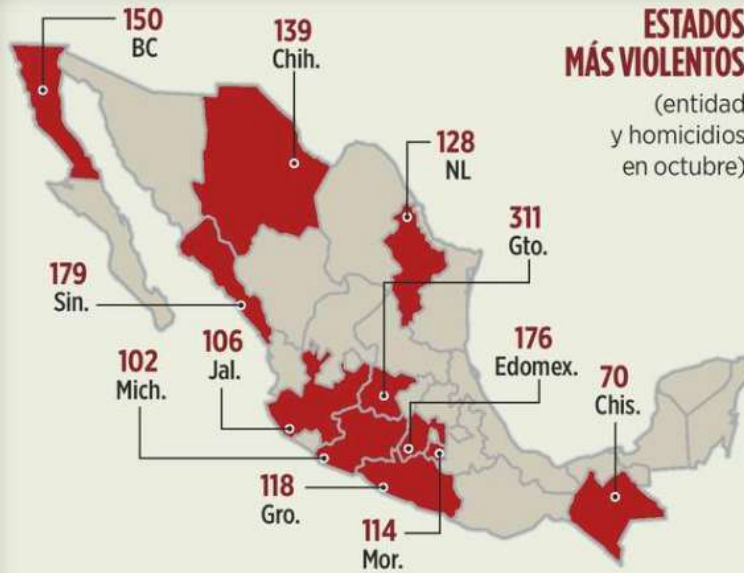 ESTADOS
MÁS VIOLENTOS
(entidad
y homicidios
en octubre)
150
BC
139
Chih.
128
NL
311
Gto.
179
Sin.
106
Jal.
176
Edomex.
102
Mich.
70
Chis.
118
Gro.
114
Mor.